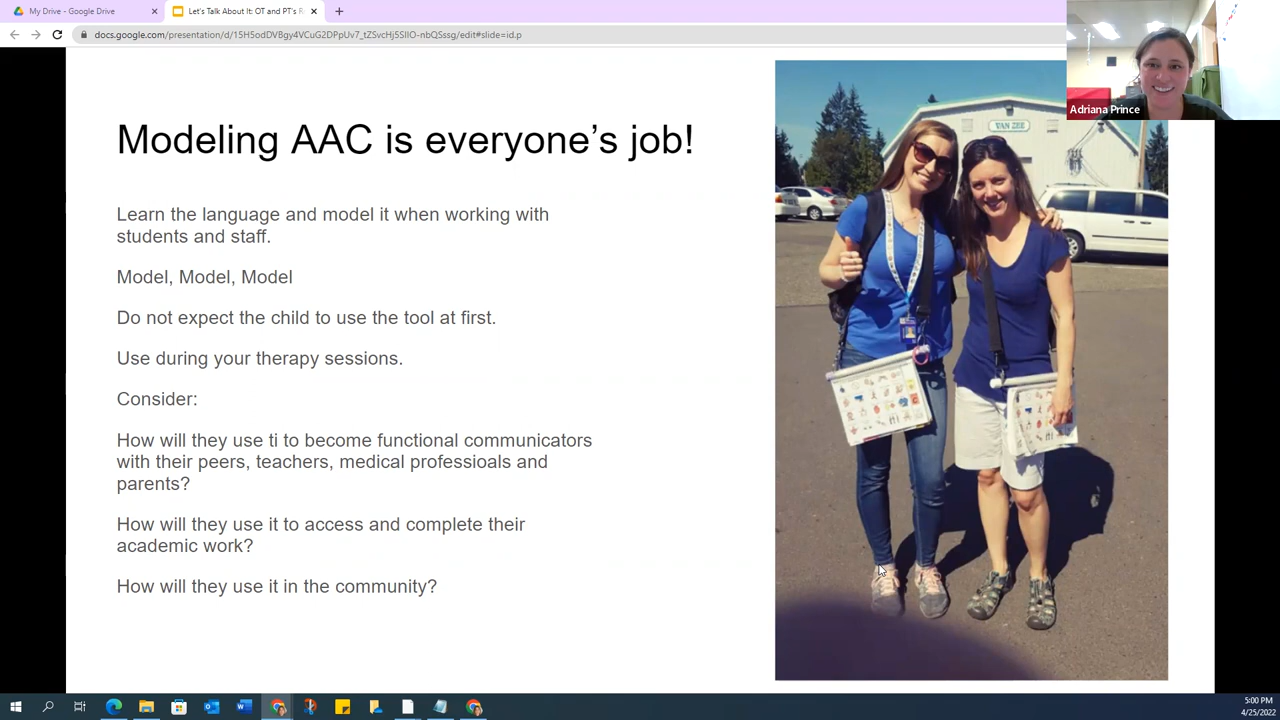 My Drive - Google Drive
Let's Talk About It: OT and PT's R
docs.google.com/presentation/d/15H5odDVBgy4VCuG2DPpUv7_tZSvcHj5SIIO-nbQSssg/edit#slide=id.p
Adriana Prince
Modeling AAC is everyone's job!
VAN ZEE
Learn the language and model it when working with
students and staff.
Model, Model, Model
Do not expect the child to use the tool at first.
Use during your therapy sessions.
Consider:
How will they use ti to become functional communicators
with their peers, teachers, medical professioals and
parents?
How will they use it to access and complete their
academic work?
How will they use it in the community?
5:00 PM
4/25/2022